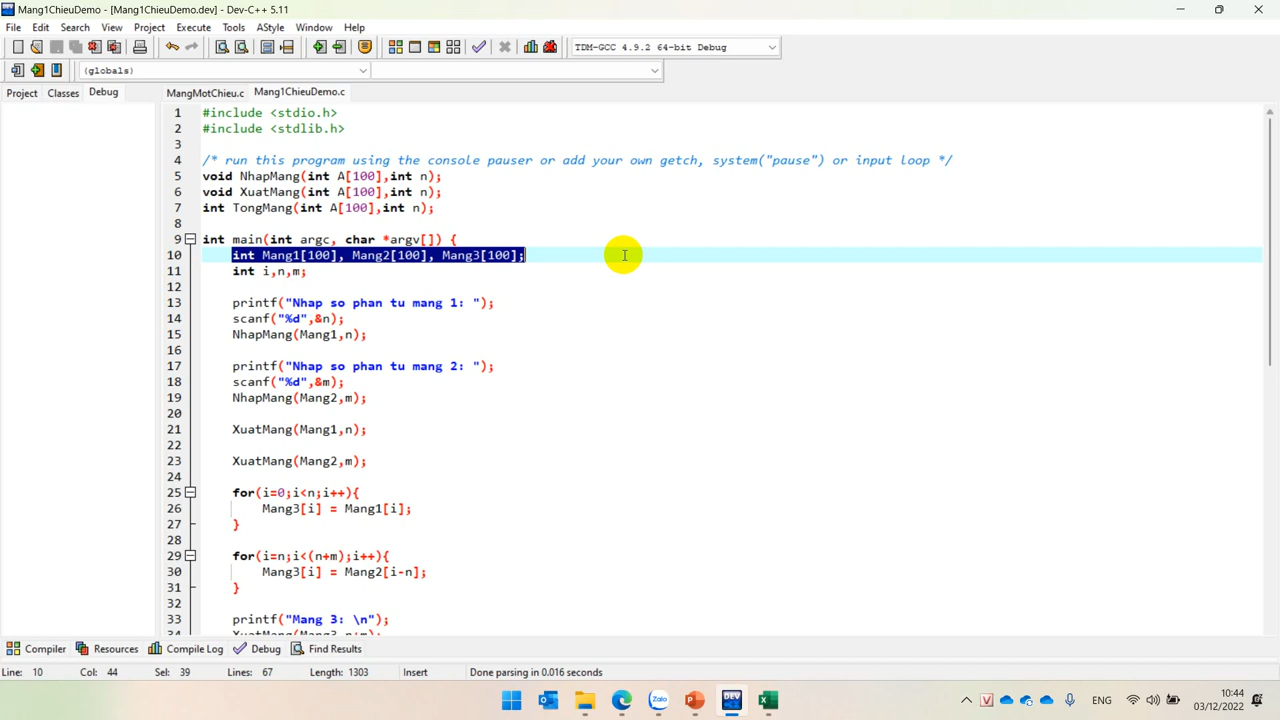 Mang1ChieuDemo - [Mang1ChieuDemo.dev] - Dev-C++ 5.11
File Edit Search View Project Execute Tools AStyle Window Help
TDM-GCC 4.9.2 64-bit Debug
(globals)
Project Classes Debug MangMotChieu.c Mang1ChieuDemo.c
1 #include <stdio.h>
2 #include <stdlib.h>
3
4 /* run this program using the console pauser or add your own getch, system("pause") or input loop */
5 void NhapMang(int A[100],int n);
6 void XuatMang(int A[100],int n);
7 int TongMang(int A[100],int n);
8
9 int main(int argc, char *argv[]) {
10 int Mang1[100], Mang2[100], Mang3[100];
11 int i,n,m;
12
13 printf("Nhap so phan tu mang 1: ");
14 scanf("%d",&n);
15 NhapMang(Mang1,n);
16
17 printf("Nhap so phan tu mang 2: ");
18 scanf("%d",&m);
19 NhapMang(Mang2,m);
20
21 XuatMang(Mang1,n);
22
23 XuatMang(Mang2,m);
24
25 for(i=0;i<n;i++){
26 Mang3[i] = Mang1[i];
27 }
28
29 for(i=n;i<(n+m);i++){
30 Mang3[i] = Mang2[i-n];
31 }
32
33 printf("Mang 3: \n");
34 XuatMang(Mang3,n+m);
Compiler Resources Compile Log Debug Find Results
Line: 10 Col: 44 Sel: 39 Lines: 67 Length: 1303 Insert Done parsing in 0.016 seconds
Zalo DEV ENG 10:44
03/12/2022